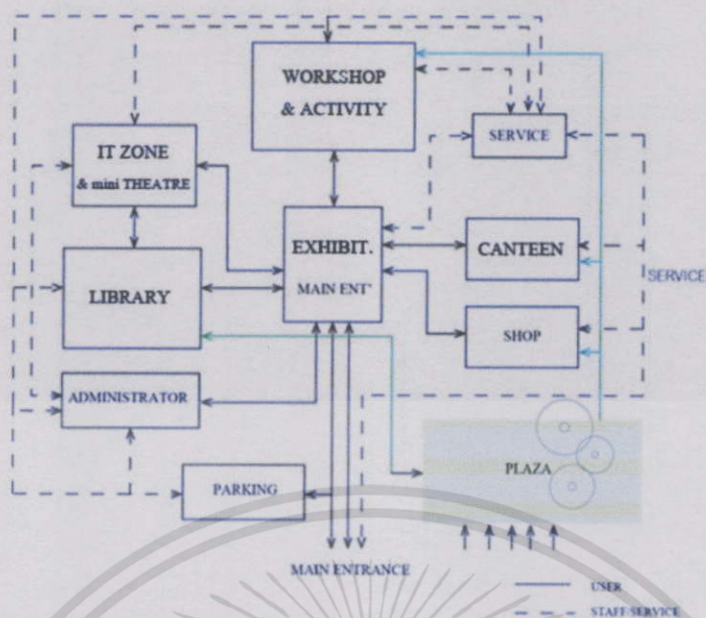 WORKSHOP
& ACTIVITY
SERVICE
IT ZONE
& mini THEATRE
EXHIBIT.
MAIN ENT'
CANTEEN
LIBRARY
SERVICE
SHOP
ADMINISTRATOR
PLAZA
PARKING
MAIN ENTRANCE
USER
STAFF/SERVICE